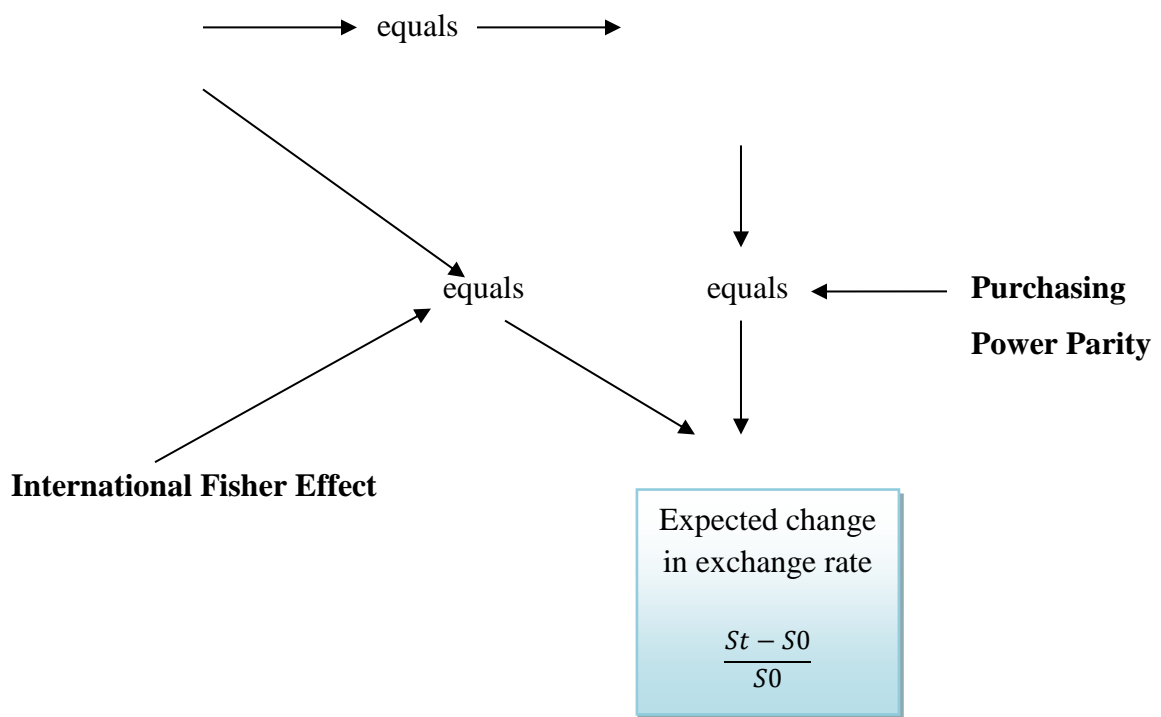 equals
equals
equals
Purchasing
Power Parity
International Fisher Effect
Expected change
in exchange rate
St − S0
S0